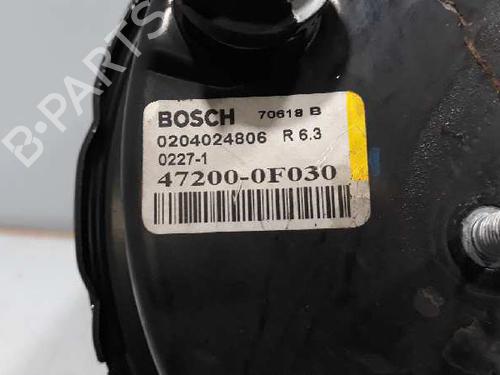 B-PARTS
BOSCH 70618 B
0204024806 R 6.3
0227-1
47200-0F030